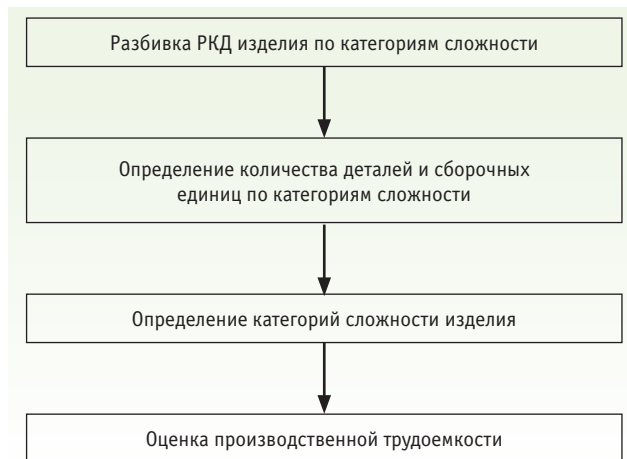 Разбивка РКД изделия по категориям сложности
Определение количества деталей и сборочных
единиц по категориям сложности
Определение категорий сложности изделия
Оценка производственной трудоемкости